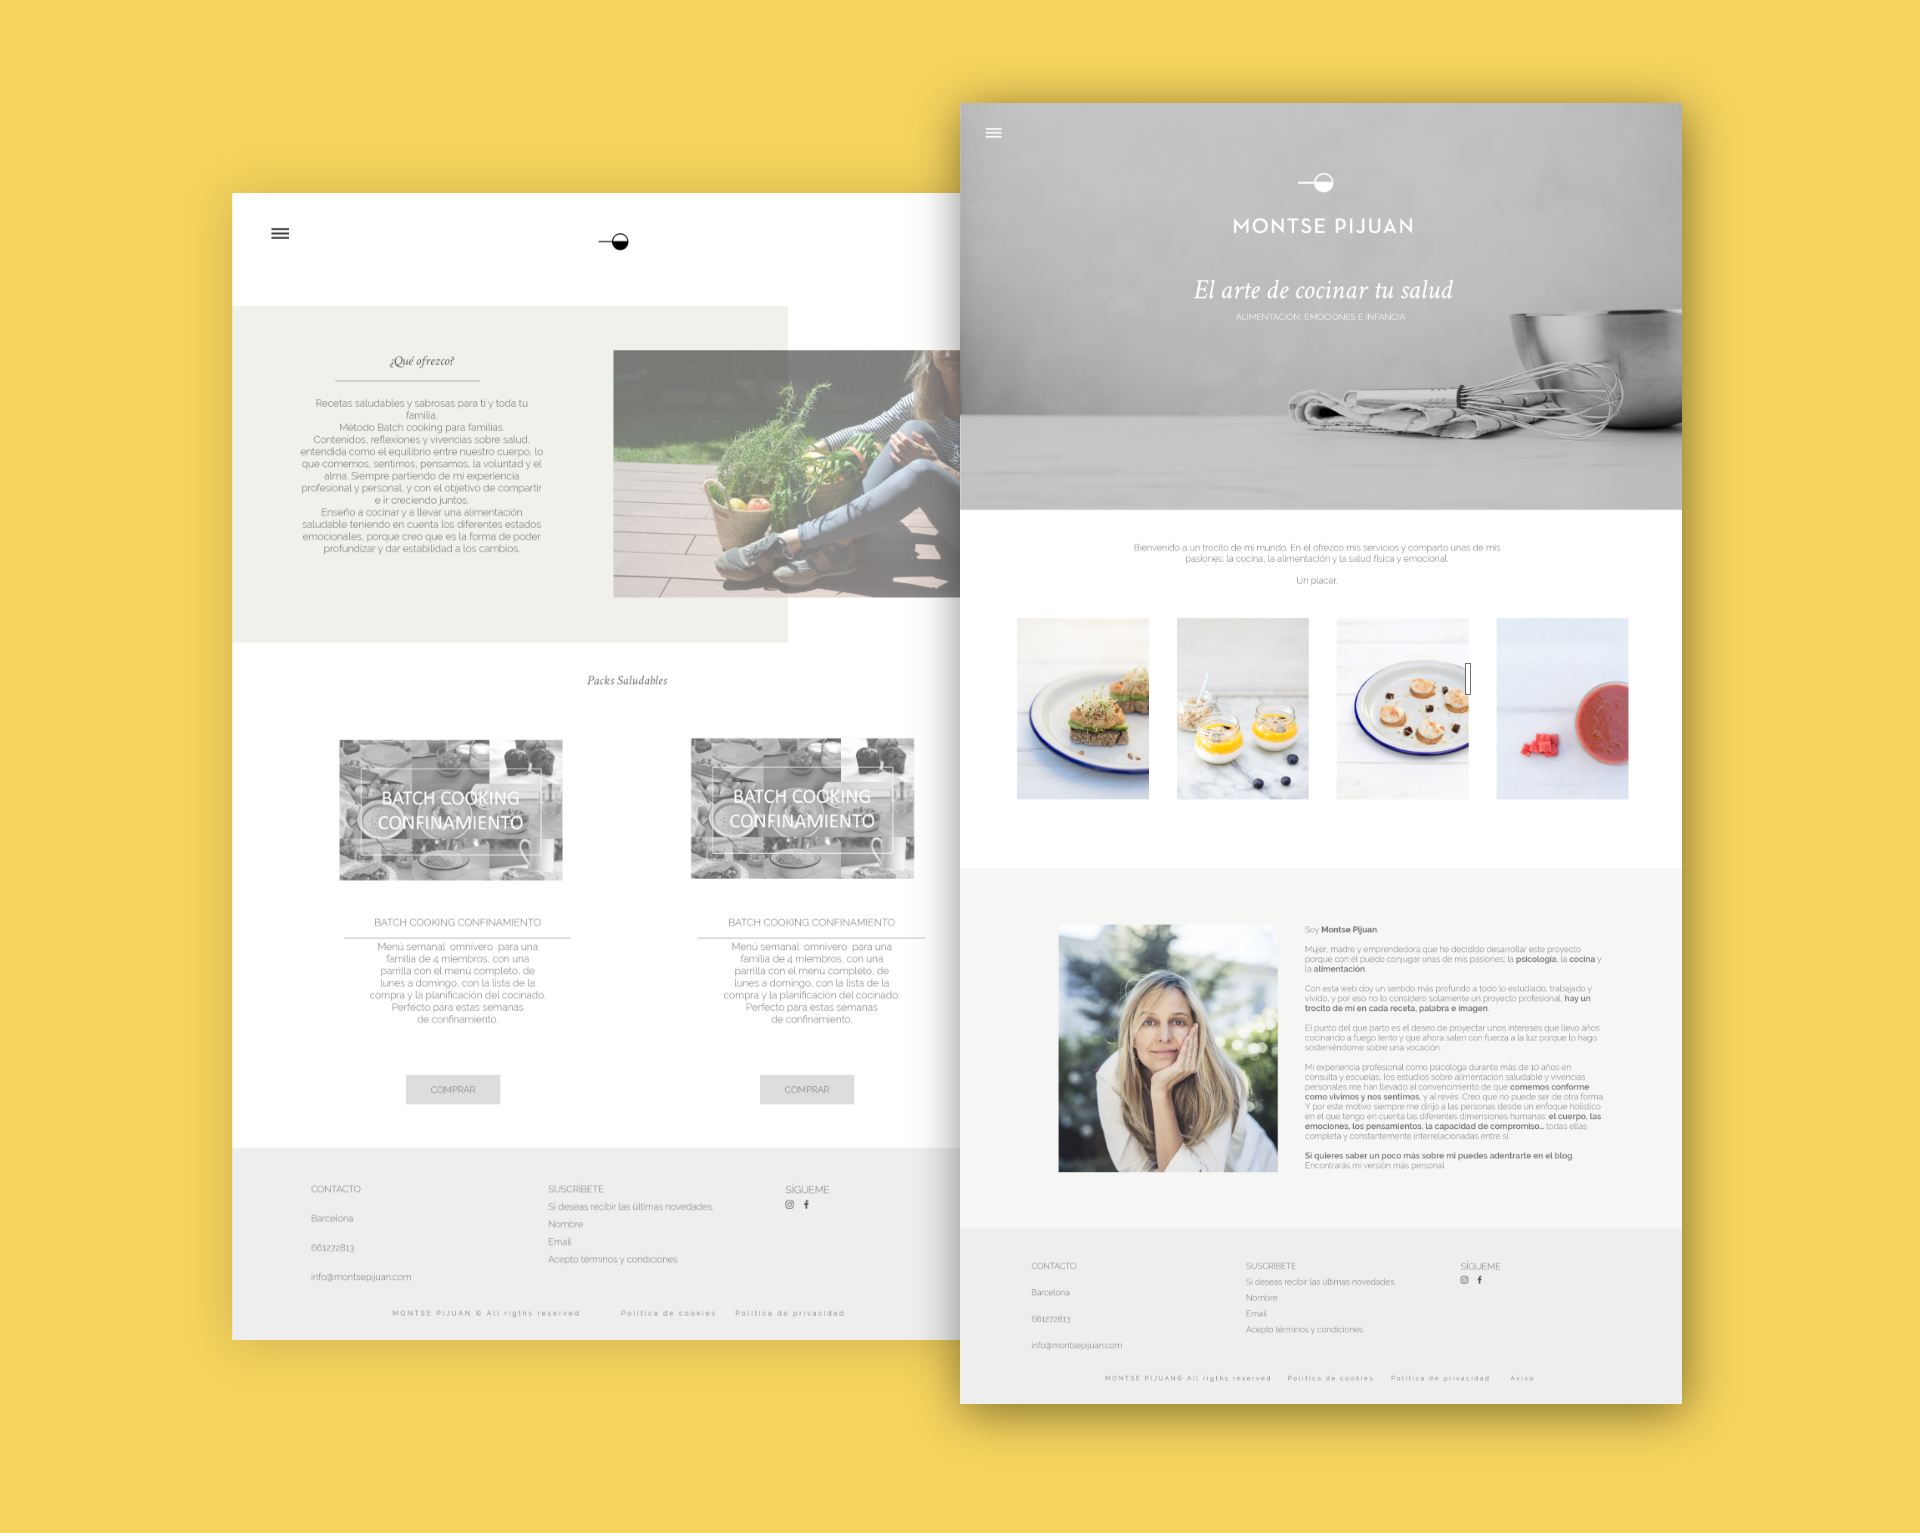 ¿Qué ofrezco?
Recetas saludables y sabrosas para ti y toda tu
familia.
Método Batch cooking para familias.
Contenidos, reflexiones y vivencias sobre salud,
entendida como el equilibrio entre nuestro cuerpo, lo
que comemos, sentimos, pensamos, la voluntad y el
alma. Siempre partiendo de mi experiencia
profesional y personal, y con el objetivo de compartir
e ir creciendo juntos.
Enseño a cocinar y a llevar una alimentación
saludable teniendo en cuenta los diferentes estados
emocionales, porque creo que es la forma de poder
profundizar y dar estabilidad a los cambios.
Packs Saludables
BATCH COOKING
CONFINAMIENTO
BATCH COOKING CONFINAMIENTO
Menú semanal omnivero para una
familia de 4 miembros, con una
parrilla con el menú completo, de
lunes a domingo, con la lista de la
compra y la planificación del cocinado.
Perfecto para estas semanas
de confinamiento.
COMPRAR
BATCH COOKING
CONFINAMIENTO
BATCH COOKING CONFINAMIENTO
Menú semanal omnivero para una
familia de 4 miembros, con una
parrilla con el menú completo, de
lunes a domingo, con la lista de la
compra y la planificación del cocinado.
Perfecto para estas semanas
de confinamiento.
COMPRAR
CONTACTO
Barcelona
661272813
info@montsepijuan.com
SUSCRÍBETE
Si deseas recibir las últimas novedades.
Nombre
Email
Acepto términos y condiciones
SÍGUEME
MONTSE PIJUAN © All rigths reserved Política de cookies Política de privacidad
MONTSE PIJUAN
El arte de cocinar tu salud
ALIMENTACIÓN, EMOCIONES E INFANCIA
Bienvenido a un trocito de mi mundo. En él ofrezco mis servicios y comparto unas de mis
pasiones: la cocina, la alimentación y la salud física y emocional.
Un placer.
Soy Montse Pijuan.
Mujer, madre y emprendedora que he decidido desarrollar este proyecto
porque con él puedo conjugar unas de mis pasiones: la psicología, la cocina y
la alimentación.
Con esta web doy un sentido más profundo a todo lo estudiado, trabajado y
vivido, y por eso no lo considero solamente un proyecto profesional, hay un
trocito de mí en cada receta, palabra e imagen.
El punto del que parto es el deseo de proyectar unos intereses que llevo años
cocinando a fuego lento y que ahora salen con fuerza a la luz porque lo hago
sosteniéndome sobre una vocación.
Mi experiencia profesional como psicóloga durante más de 10 años en
consulta y escuelas, los estudios sobre alimentación saludable y vivencias
personales me han llevado al convencimiento de que comemos conforme
como vivimos y nos sentimos, y al revés. Creo que no puede ser de otra forma.
Y por este motivo siempre me dirijo a las personas desde un enfoque holístico
en el que tengo en cuenta las diferentes dimensiones humanas: el cuerpo, las
emociones, los pensamientos, la capacidad de compromiso... todas ellas
completa y constantemente interrelacionadas entre sí.
Si quieres saber un poco más sobre mi puedes adentrarte en el blog.
Encontrarás mi versión más personal.
CONTACTO
Barcelona
661272813
info@montsepijuan.com
SUSCRÍBETE
Si deseas recibir las últimas novedades.
Nombre
Email
Acepto términos y condiciones
SÍGUEME
MONTSE PIJUAN© All rigths reserved Política de cookies Política de privacidad Aviso